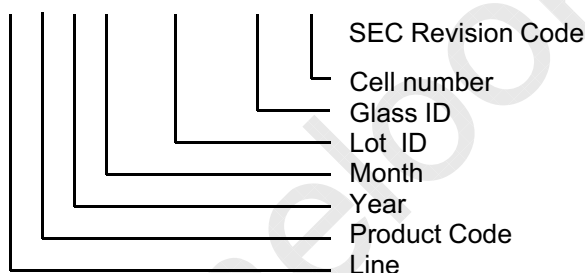 SEC Revision Code
Cell number
Glass ID
Lot ID
Month
Year
Product Code
Line